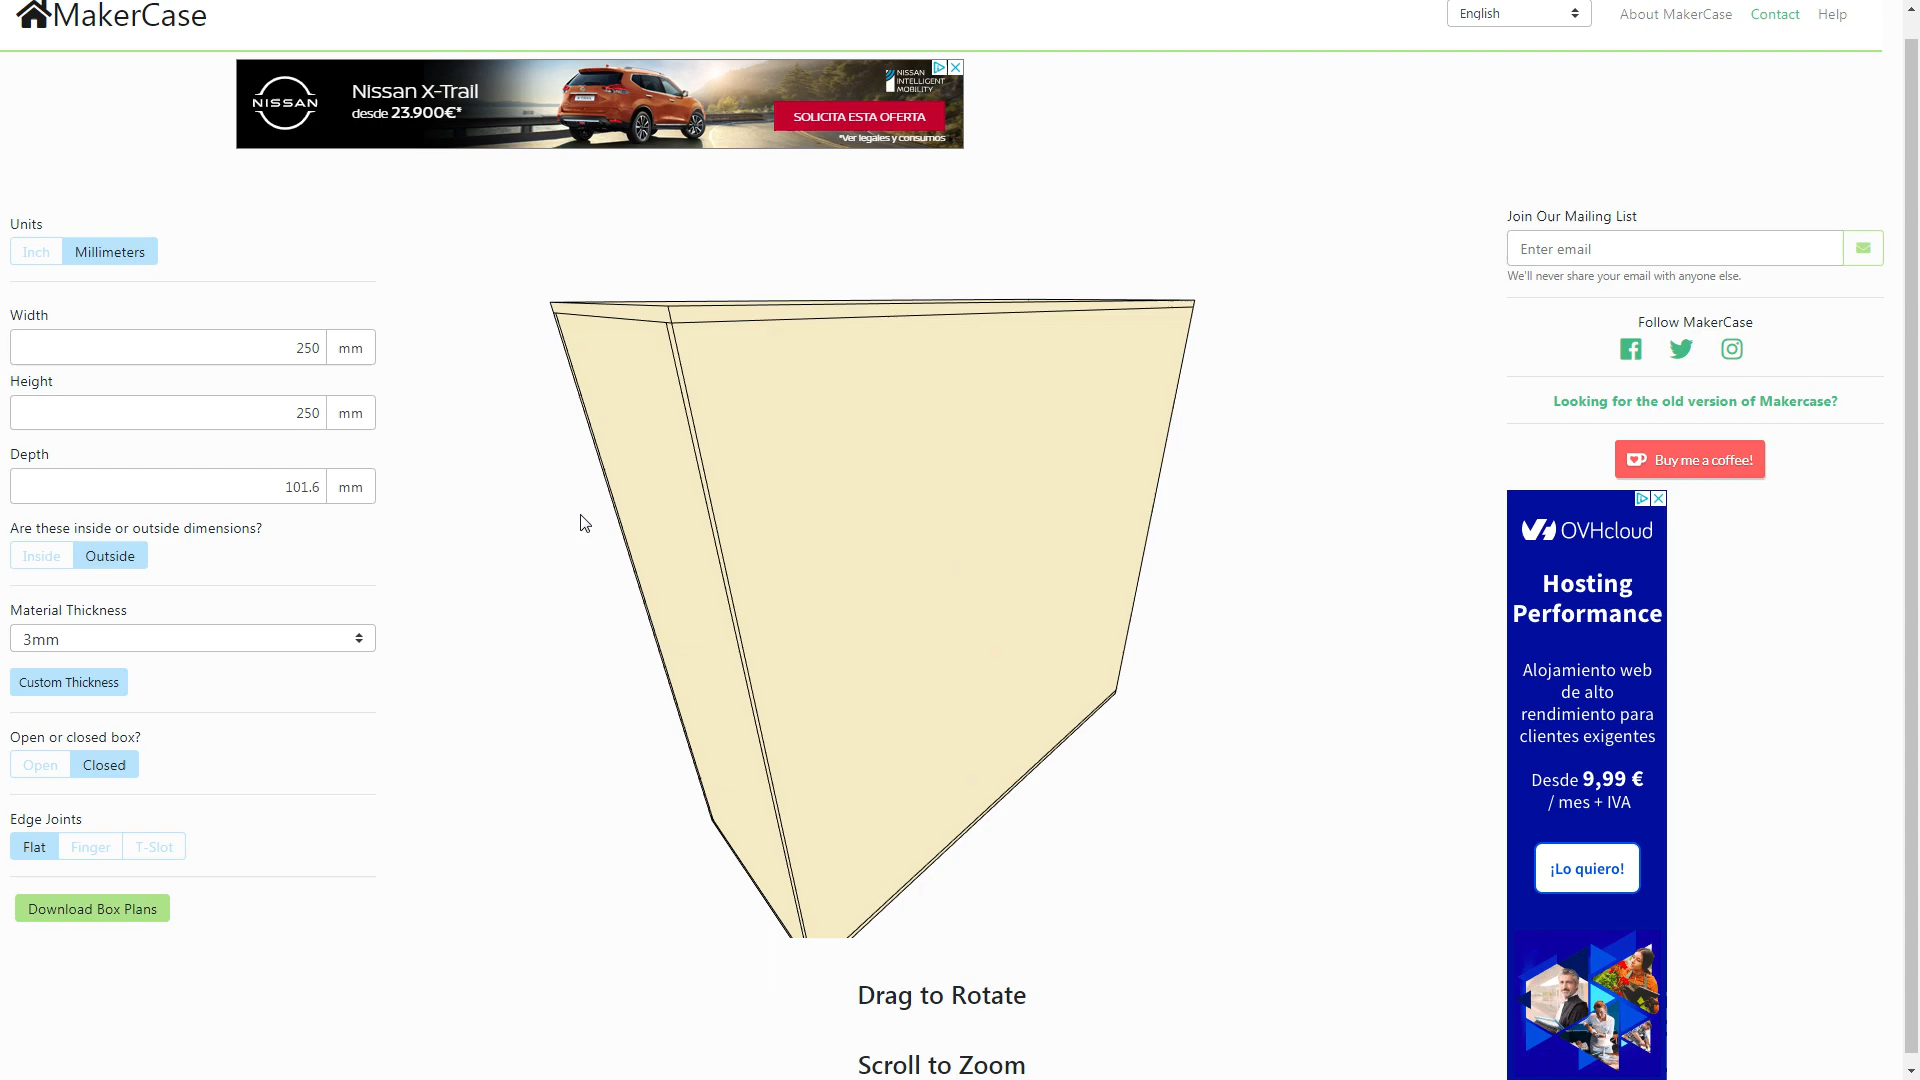 MakerCase
English
About MakerCase
Contact
Help
NISSAN
Nissan X-Trail
desde 23.900€*
NISSAN
INTELLIGENT
MOBILITY
SOLICITA ESTA OFERTA
*Ver legales y consumos
Units
Inch
Millimeters
Width
250 mm
Height
250 mm
Depth
101.6 mm
Are these inside or outside dimensions?
Inside
Outside
Material Thickness
3mm
Custom Thickness
Open or closed box?
Open
Closed
Edge Joints
Flat
Finger
T-Slot
Download Box Plans
Drag to Rotate
Scroll to Zoom
Join Our Mailing List
Enter email
We'll never share your email with anyone else.
Follow MakerCase
Looking for the old version of Makercase?
Buy me a coffee!
OVHcloud
Hosting
Performance
Alojamiento web
de alto
rendimiento para
clientes exigentes
Desde 9,99 €
/ mes + IVA
¡Lo quiero!